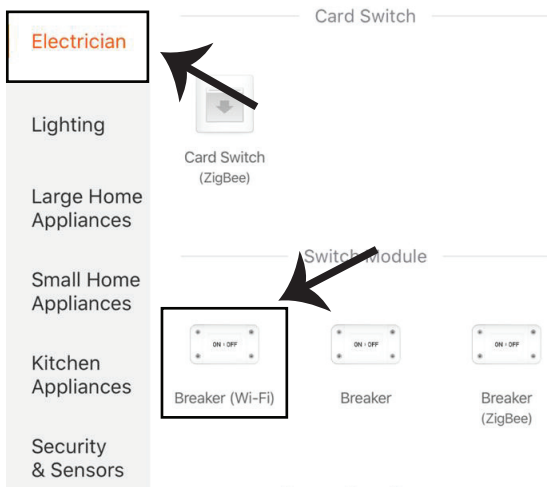 Electrician
Lighting
Large Home
Appliances
Small Home
Appliances
Kitchen
Appliances
Security
& Sensors
Card Switch
Card Switch
(ZigBee)
Switch Module
ON OFF
Breaker (Wi-Fi)
ON OFF
Breaker
ON OFF
Breaker
(ZigBee)